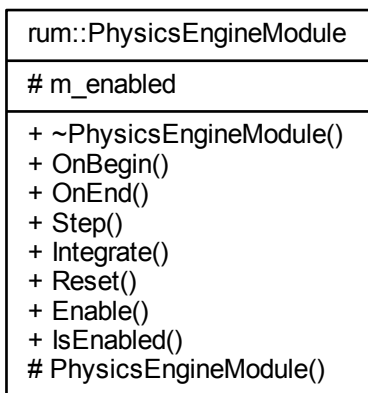 rum::PhysicsEngineModule
# m_enabled
+ ~PhysicsEngineModule()
+ OnBegin()
+ OnEnd()
+ Step()
+ Integrate()
+ Reset()
+ Enable()
+ IsEnabled()
# PhysicsEngineModule()